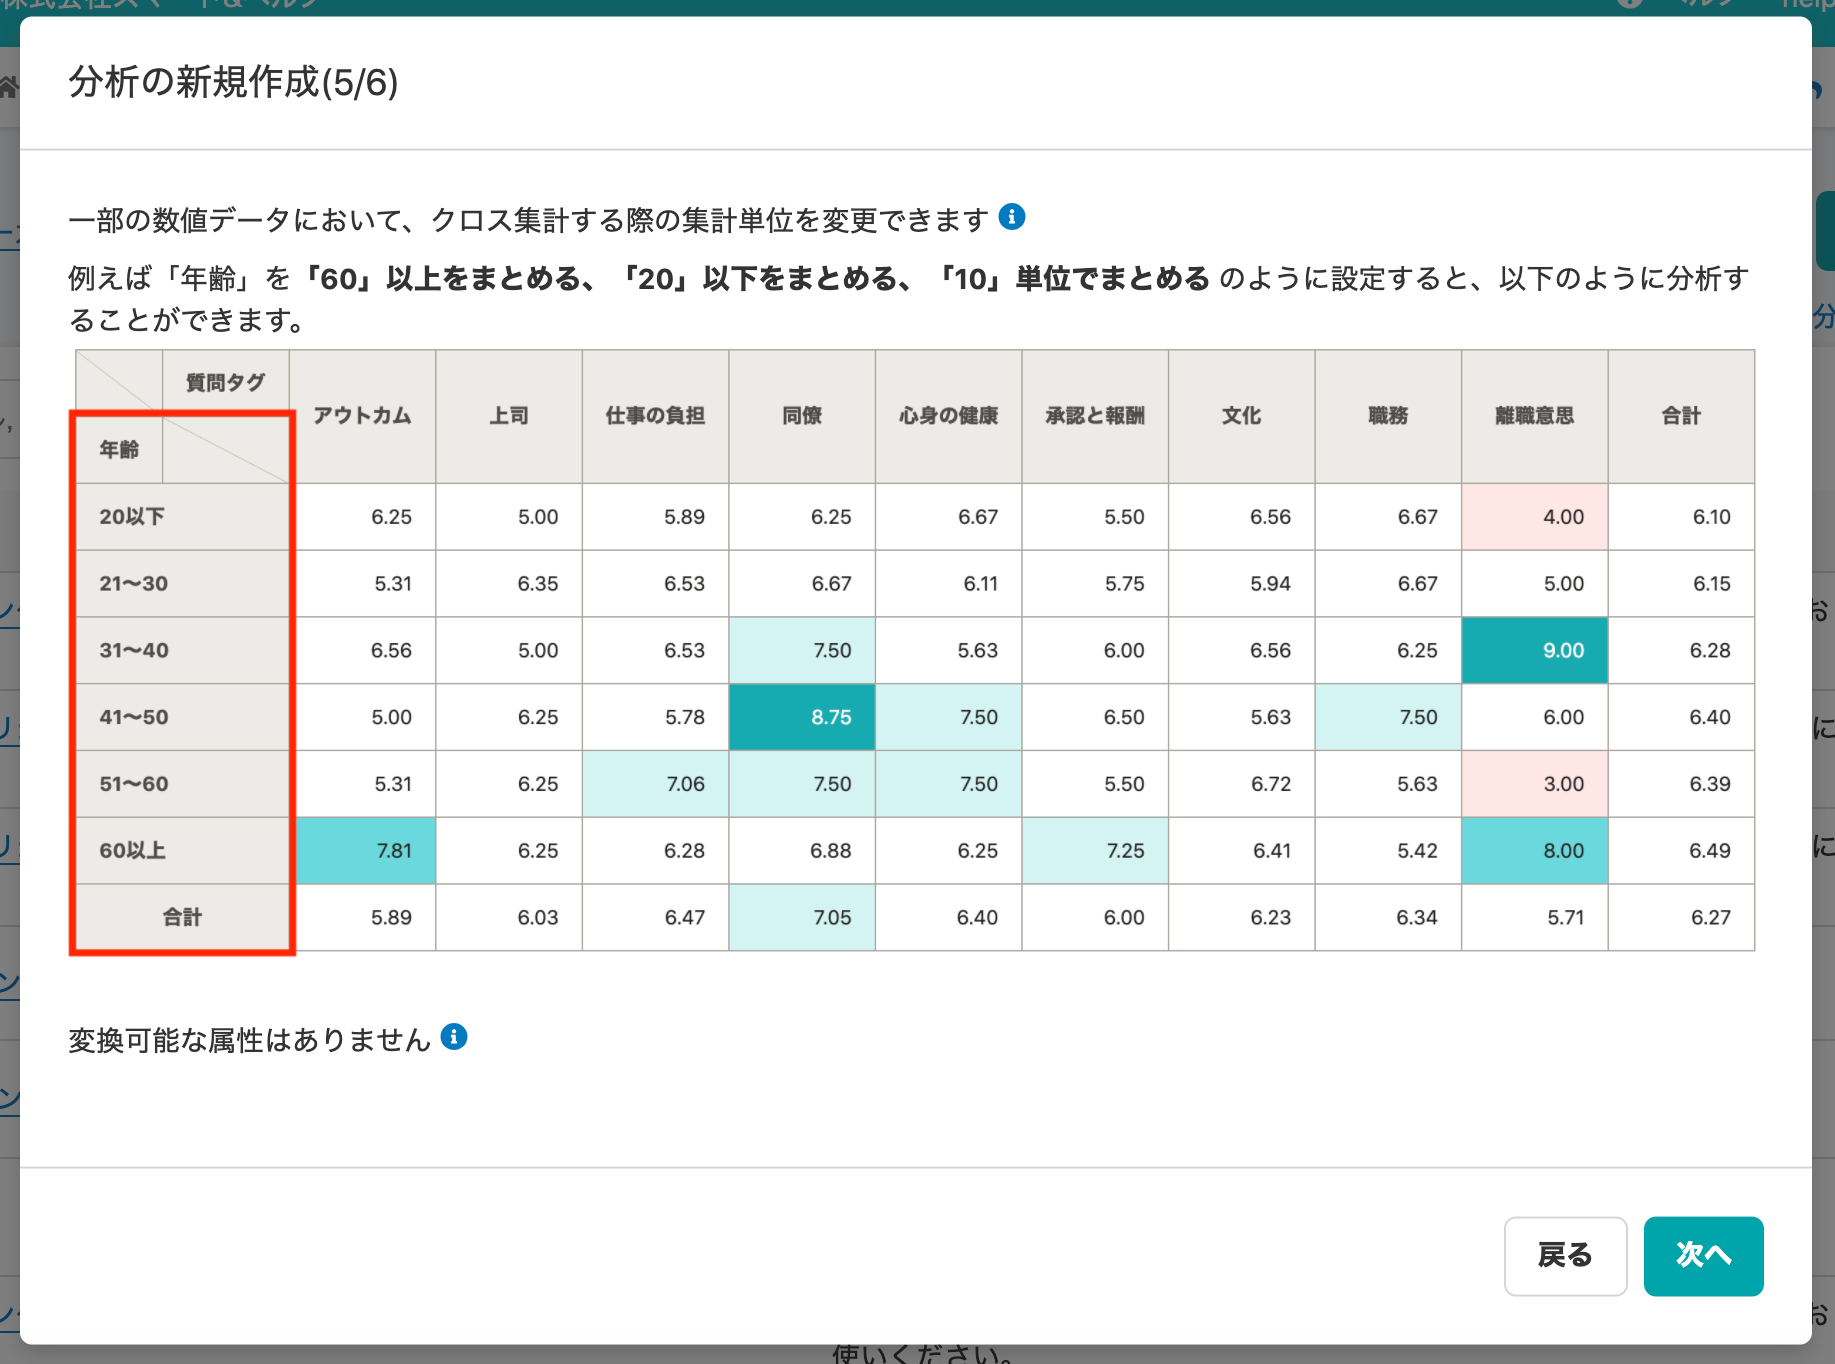 分析の新規作成(5/6)
一部の数値データにおいて、クロス集計する際の集計単位を変更できます
例えば「年齢」を「60」以上をまとめる、「20」以下をまとめる、「10」単位でまとめる のように設定すると、以下のように分析す
ることができます。
質問タグ
年齢 アウトカム 上司 仕事の負担 同僚 心身の健康 承認と報酬 文化 職務 離職意思 合計
20以下 6.25 5.00 5.89 6.25 6.67 5.50 6.56 6.67 4.00 6.10
21〜30 5.31 6.35 6.53 6.67 6.11 5.75 5.94 6.67 5.00 6.15
31〜40 6.56 5.00 6.53 7.50 5.63 6.00 6.56 6.25 9.00 6.28
41〜50 5.00 6.25 5.78 8.75 7.50 6.50 5.63 7.50 6.00 6.40
51〜60 5.31 6.25 7.06 7.50 7.50 5.50 6.72 5.63 3.00 6.39
60以上 7.81 6.25 6.28 6.88 6.25 7.25 6.41 5.42 8.00 6.49
合計 5.89 6.03 6.47 7.05 6.40 6.00 6.23 6.34 5.71 6.27
変換可能な属性はありません
戻る 次へ
使いください。